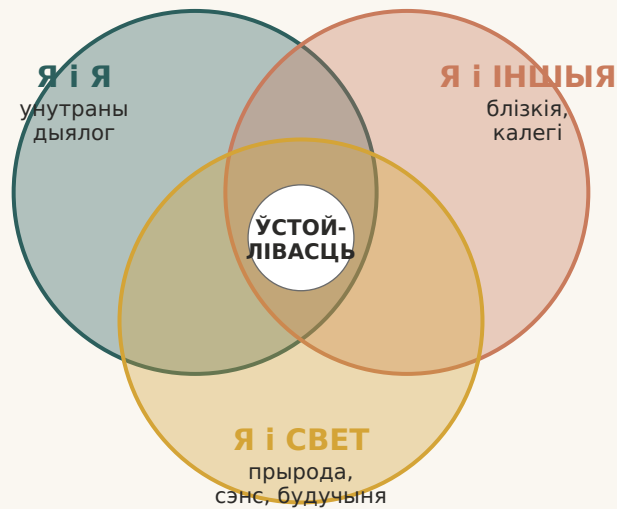 Я і Я
унутраны
дыялог
Я і ІНШЫЯ
блізкія,
калегі
ЎСТОЙ-
ЛІВАСЦЬ
Я і СВЕТ
прырода,
сэнс, будучыня